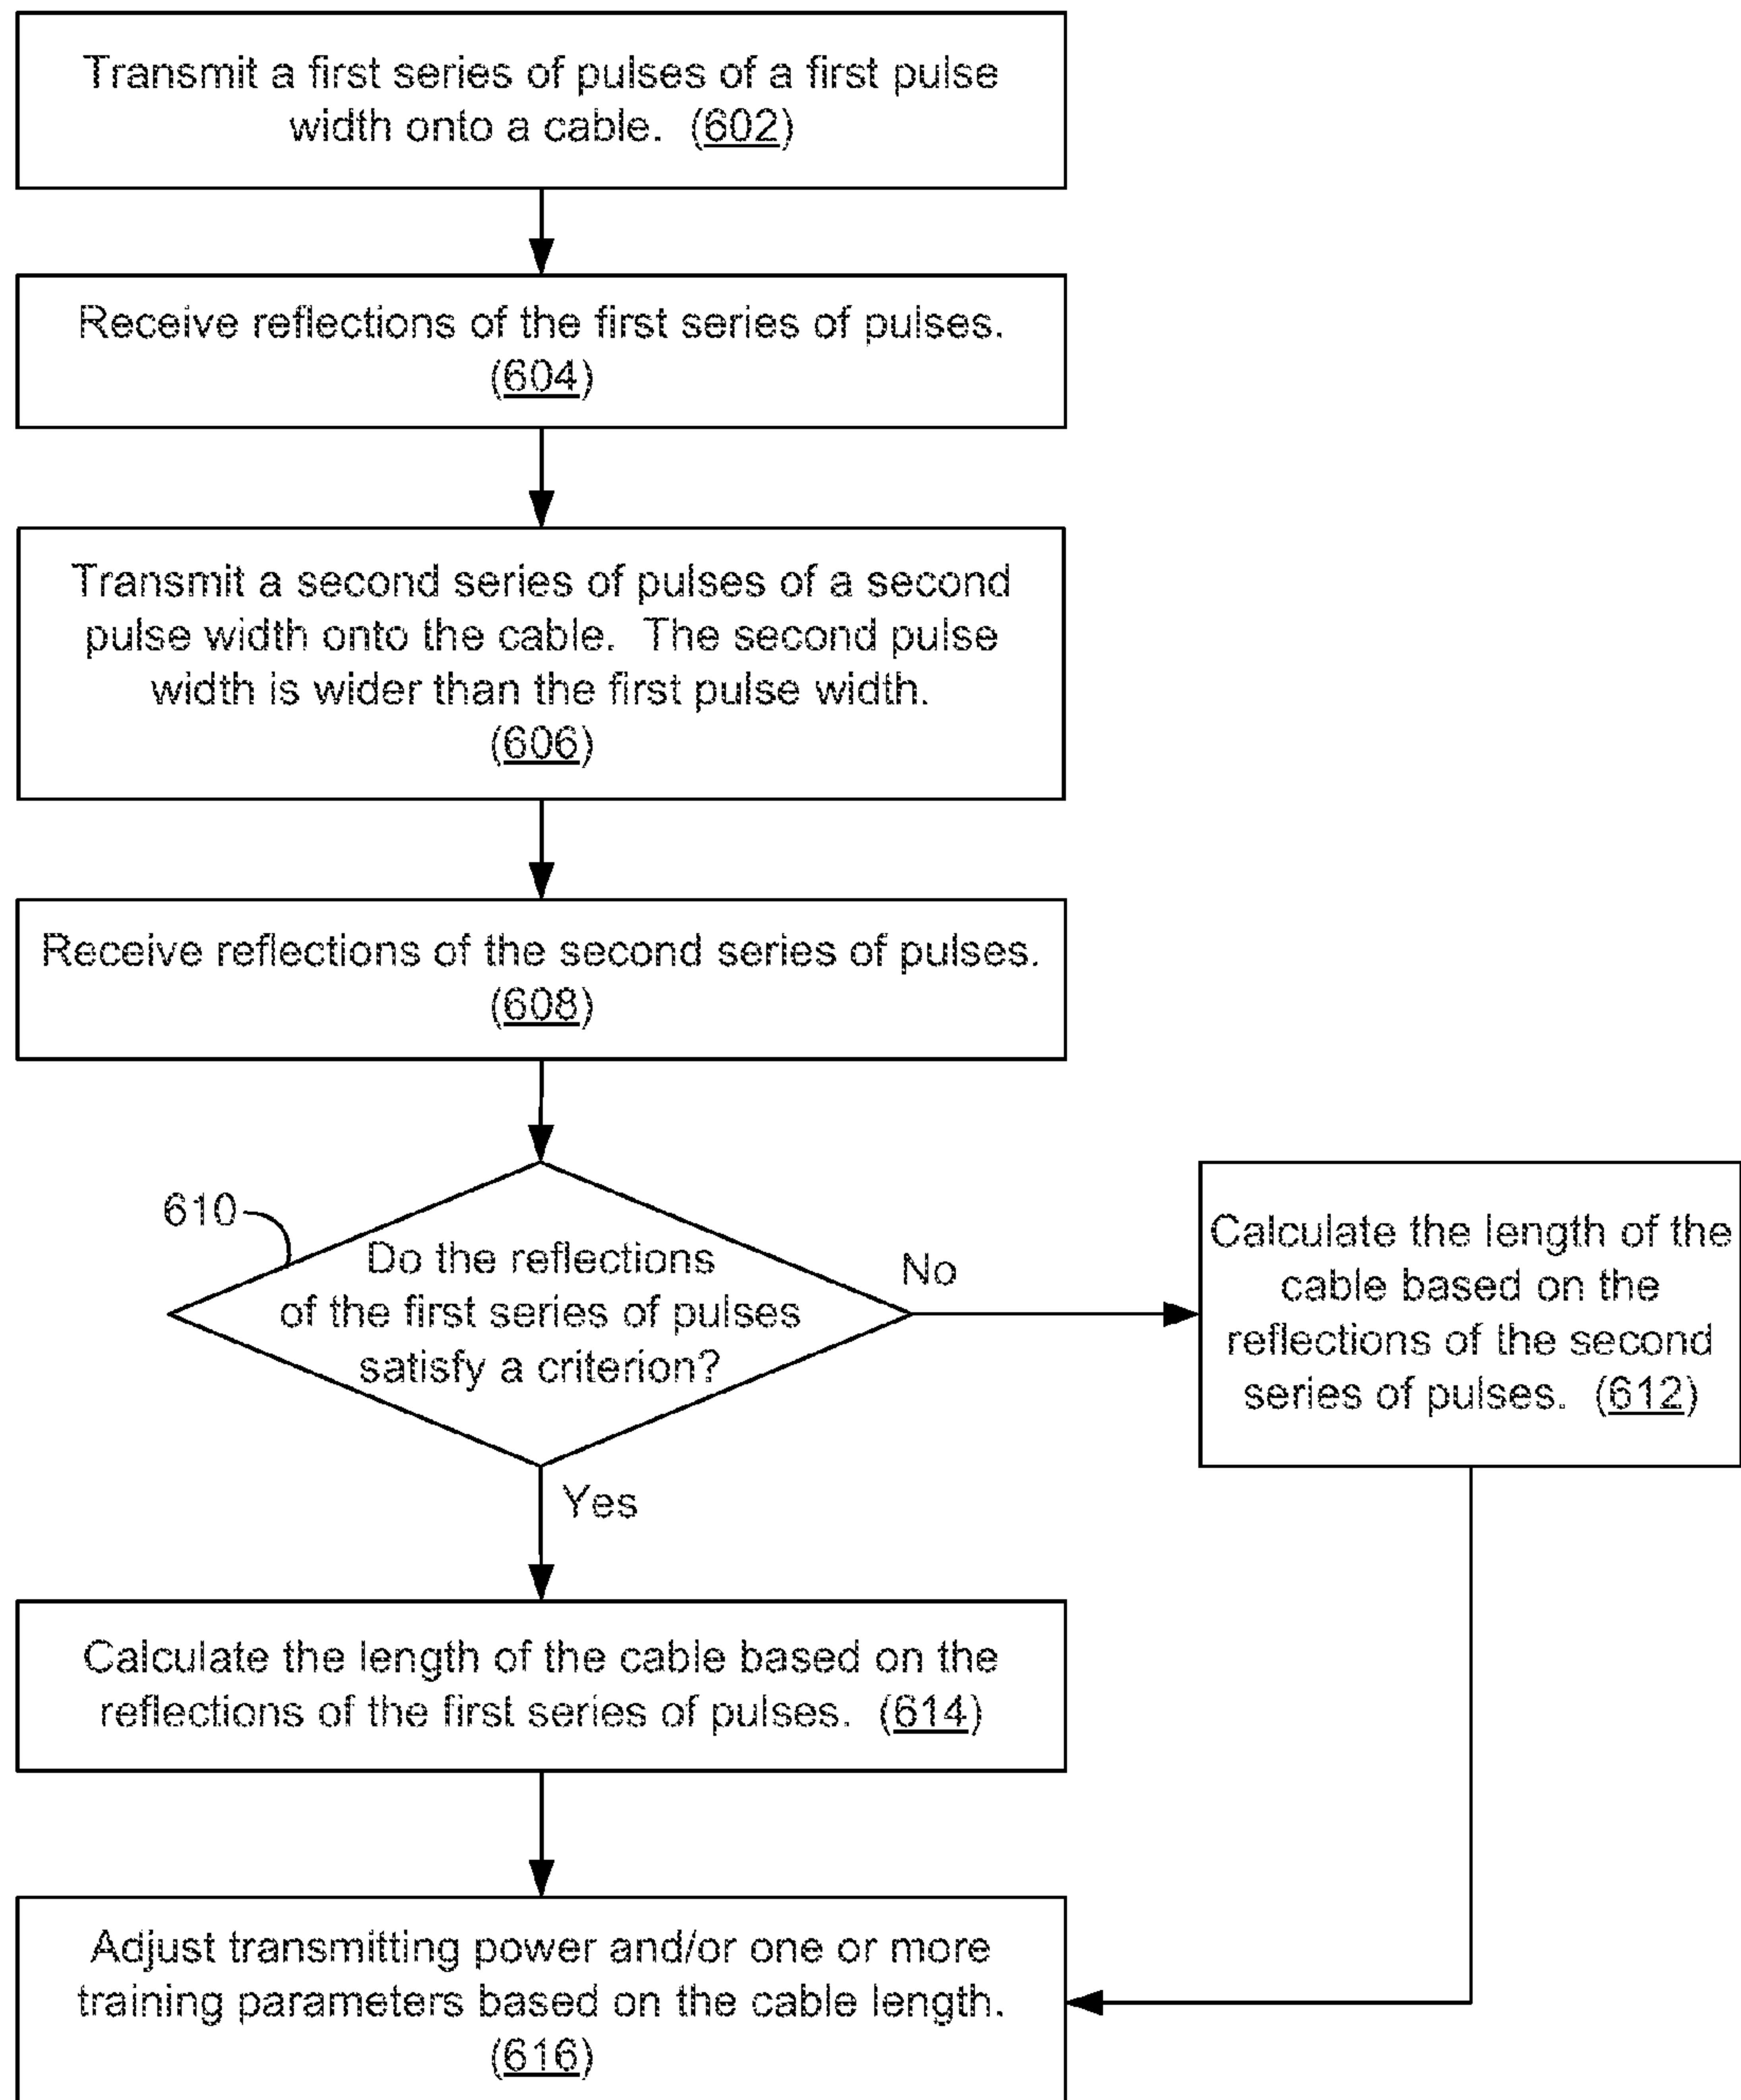 Transmit a first series of pulses of a first pulse
width onto a cable. (602)
Receive reflections of the first series of pulses.
(604)
Transmit a second series of pulses of a second
pulse width onto the cable. The second pulse
width is wider than the first pulse width.
(606)
Receive reflections of the second series of pulses.
(608)
610
Do the reflections
of the first series of pulses
satisfy a criterion?
No
Calculate the length of the
cable based on the
reflections of the second
series of pulses. (612)
Yes
Calculate the length of the cable based on the
reflections of the first series of pulses. (614)
Adjust transmitting power and/or one or more
training parameters based on the cable length.
(616)